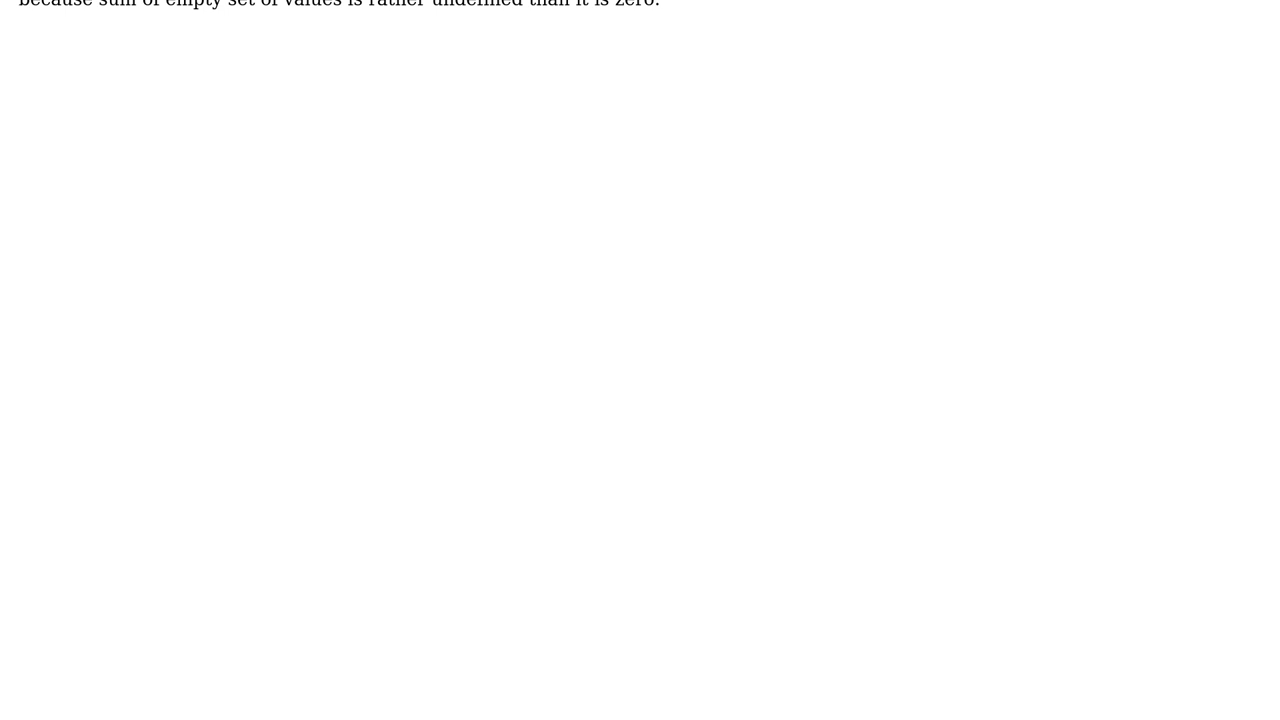 because sum of empty set of values is rather undefined than it is zero.